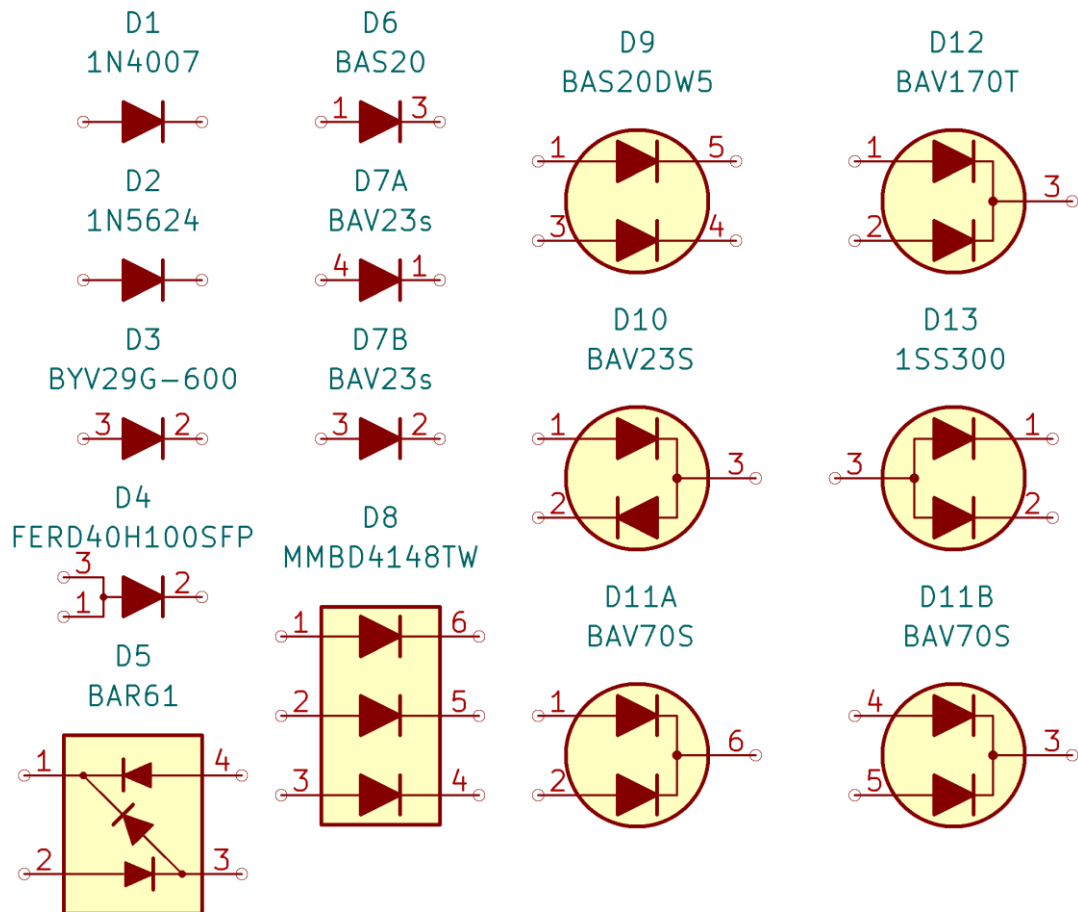 D1
1N4007
D2
1N5624
D3
BYV29G-600
3 2
D4
FERD40H100SFP
3
1 2
D5
BAR61
1 4
2 3
D6
BAS20
1 3
D7A
BAV23s
4 1
D7B
BAV23s
3 2
D8
MMBD4148TW
1 6
2 5
3 4
D9
BAS20DW5
1 5
3 4
D10
BAV23S
1
3
2
D11A
BAV70S
1
6
2
D12
BAV170T
1
3
2
D13
1SS300
1
3
2
D11B
BAV70S
4
3
5